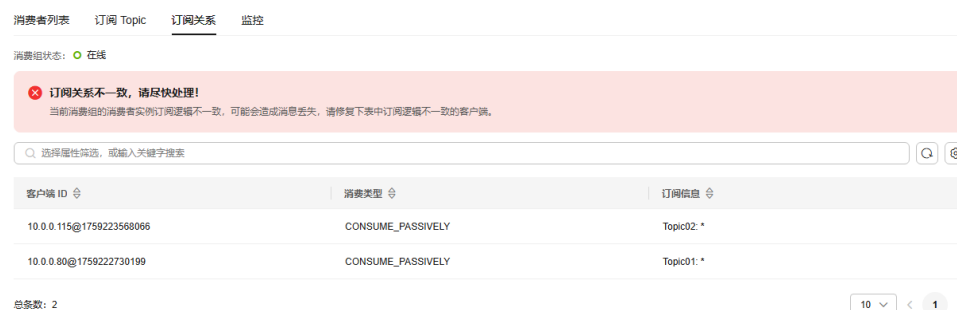 消费者列表 订阅 Topic 订阅关系 监控
消费组状态： 在线
订阅关系不一致，请尽快处理！
当前消费组的消费者实例订阅逻辑不一致，可能会造成消息丢失，请修复下表中订阅逻辑不一致的客户端。
选择属性筛选，或输入关键字搜索
客户端 ID 消费类型 订阅信息
10.0.0.115@1759223568066 CONSUME_PASSIVELY Topic02: *
10.0.0.80@1759222730199 CONSUME_PASSIVELY Topic01: *
总条数：2 10 < 1